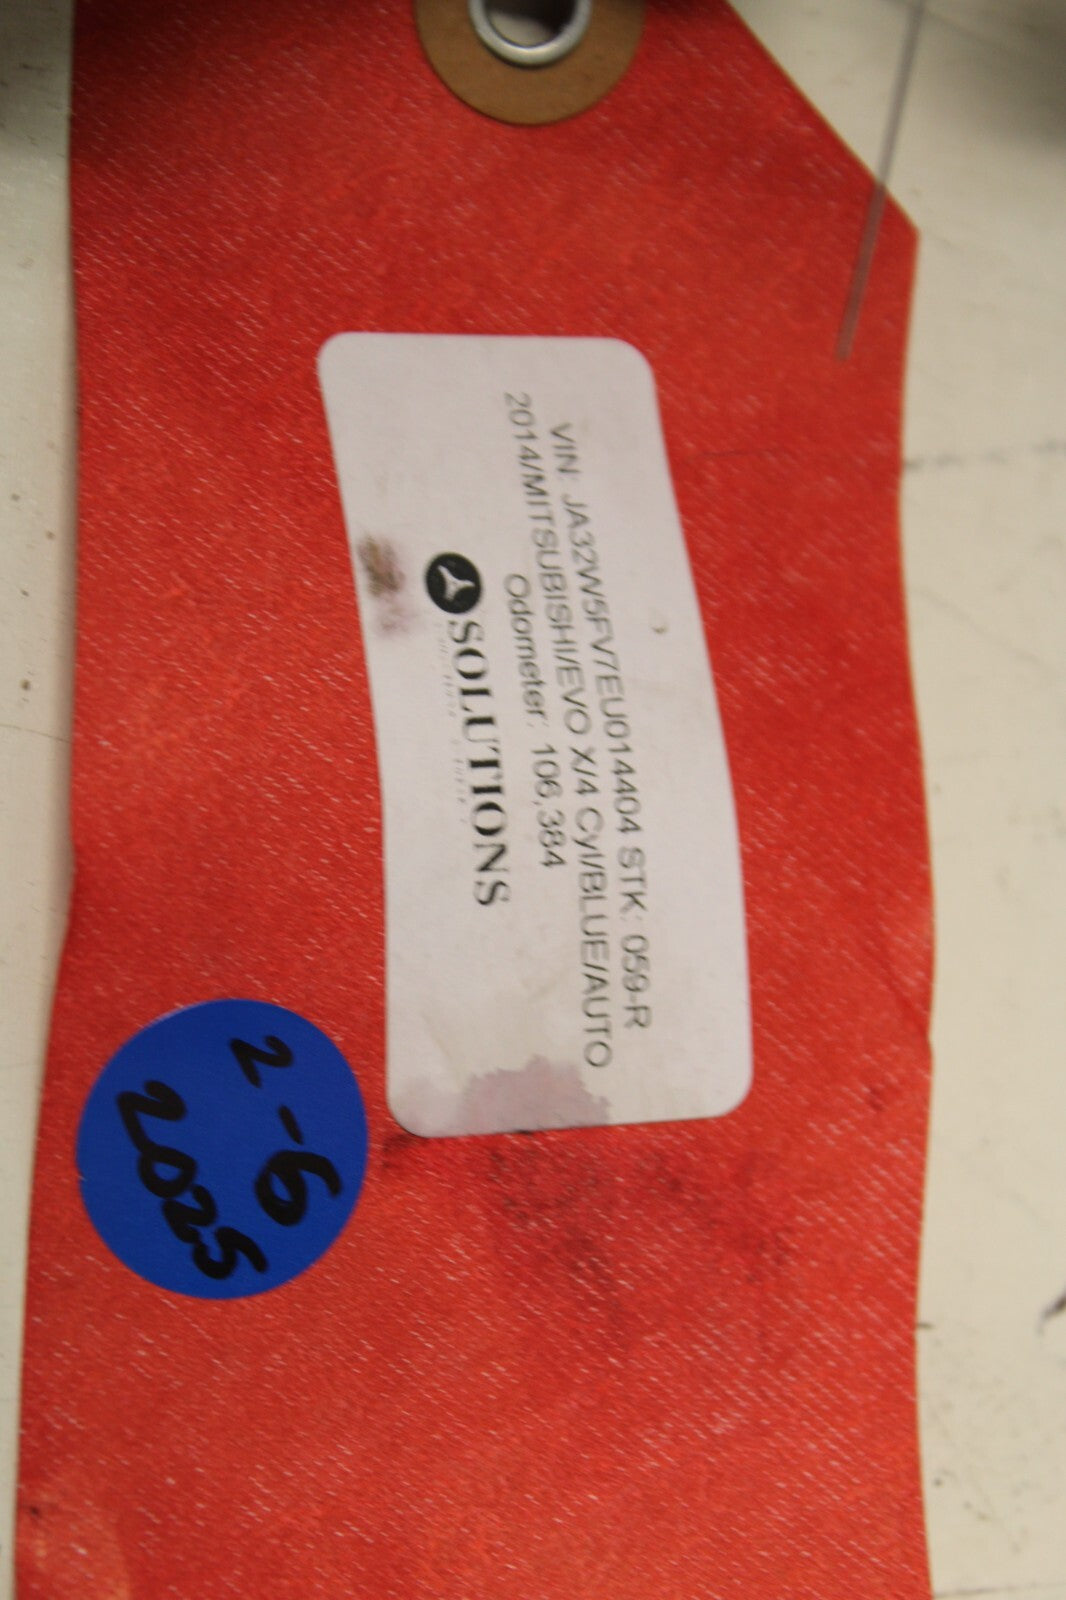 VIN: JA32W5FV7EU014404 STK: 059-R
2014/MITSUBISHI/EVO X/4 Cyl/BLUE/AUTO
Odometer: 106,384
SOLUTIONS
2-6
2025